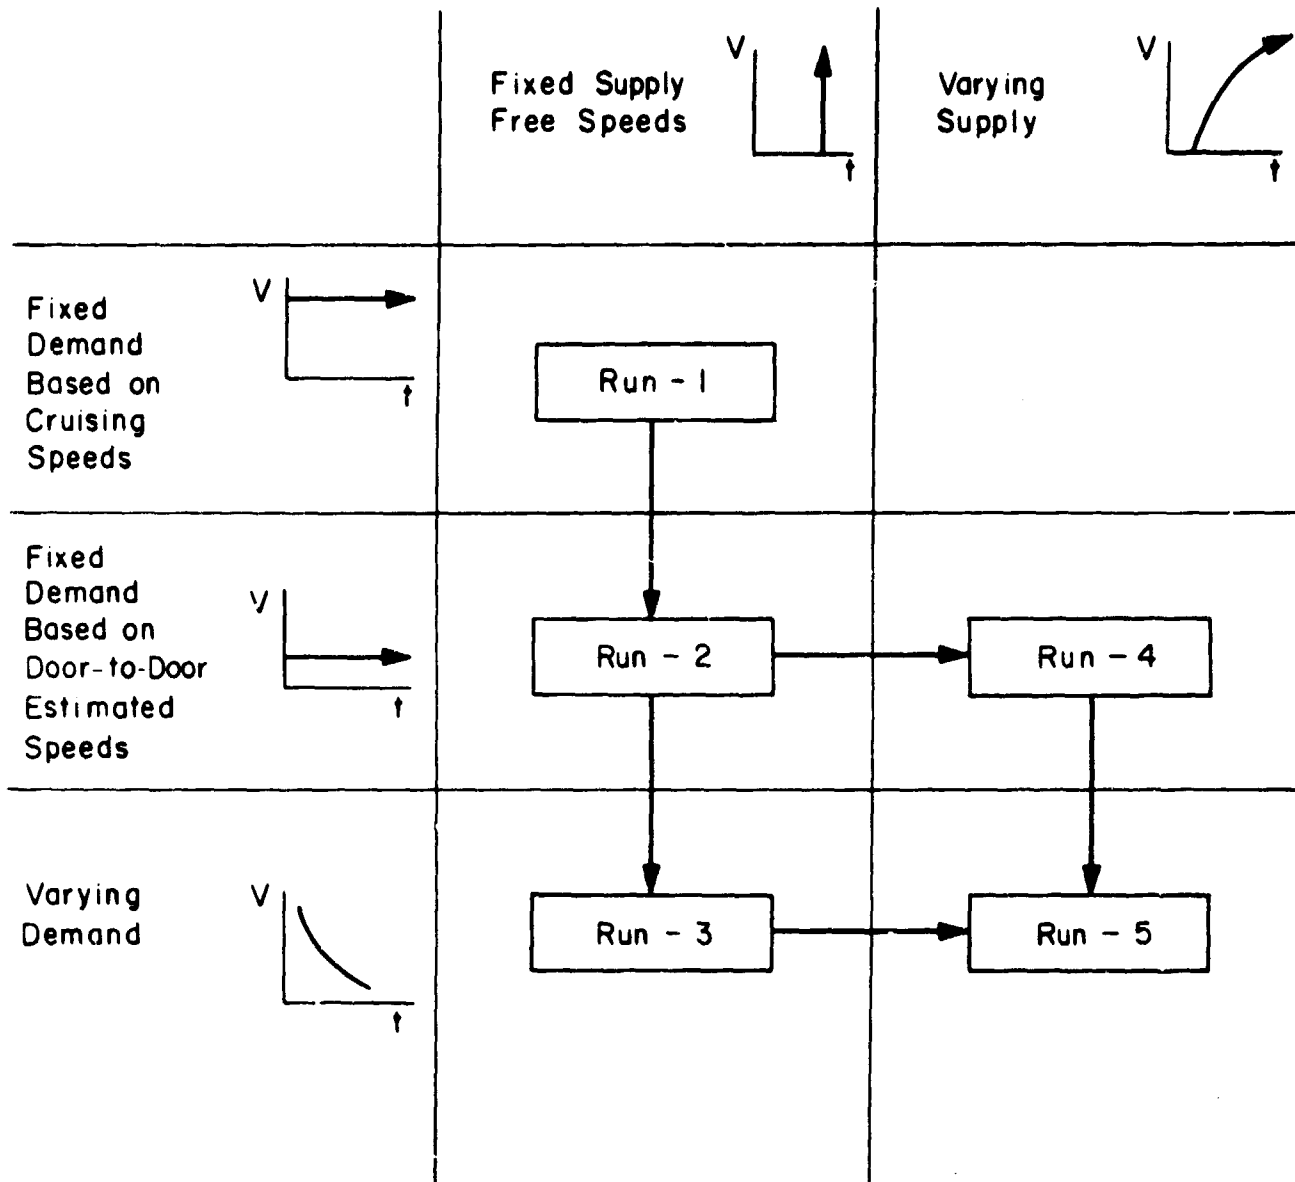 Fixed Supply
Free Speeds
V
t
Varying
Supply
V
t
Fixed
Demand
Based on
Cruising
Speeds
V
t
Run - 1
Fixed
Demand
Based on
Door-to-Door
Estimated
Speeds
V
t
Run - 2
Run - 4
Varying
Demand
V
t
Run - 3
Run - 5